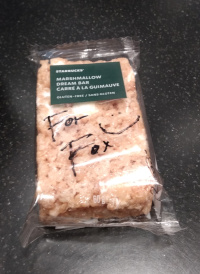 STARBUCKS
MARSHMALLOW
DREAM BAR
CARRÉ À LA GUIMAUVE
GLUTEN-FREE / SANS GLUTEN
For
Fox